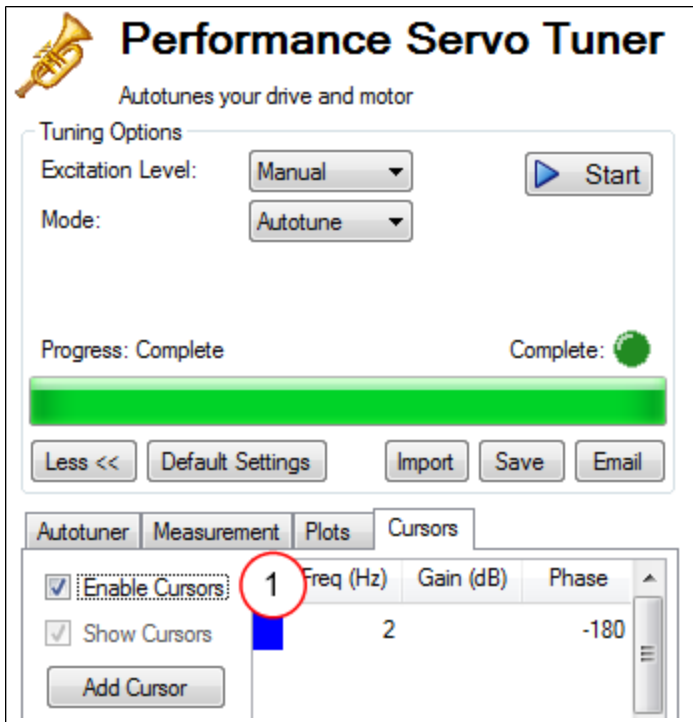 Performance Servo Tuner
Autotunes your drive and motor
Tuning Options
Excitation Level: Manual Start
Mode: Autotune
Progress: Complete Complete:
Less << Default Settings Import Save Email
Autotuner Measurement Plots Cursors
Enable Cursors 1 Freq (Hz) Gain (dB) Phase
Show Cursors 2 -180
Add Cursor